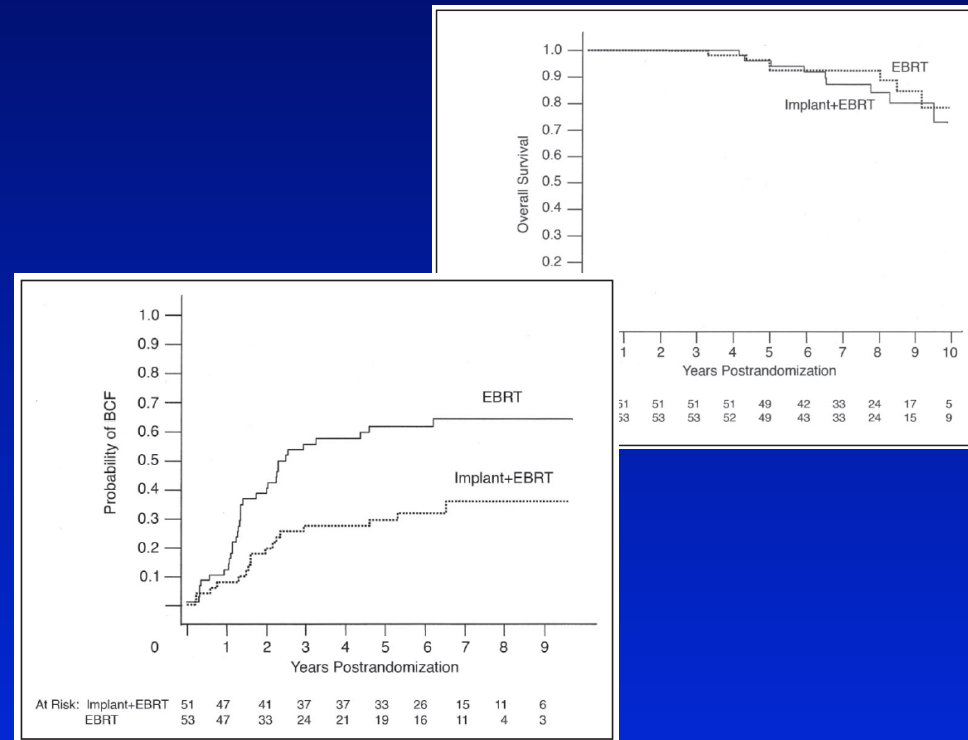 1.0
0.9
0.8
0.7
0.6
0.5
0.4
0.3
0.2
Overall Survival
EBRT
Implant+EBRT
1 2 3 4 5 6 7 8 9 10
Years Postrandomization
51 51 51 51 49 42 33 24 17 5
53 53 53 52 49 43 33 24 15 9
1.0
0.9
0.8
0.7
0.6
0.5
0.4
0.3
0.2
0.1
Probability of BCF
EBRT
Implant+EBRT
0 1 2 3 4 5 6 7 8 9
Years Postrandomization
At Risk: Implant+EBRT 51 47 41 37 37 33 26 15 11 6
EBRT 53 47 33 24 21 19 16 11 4 3